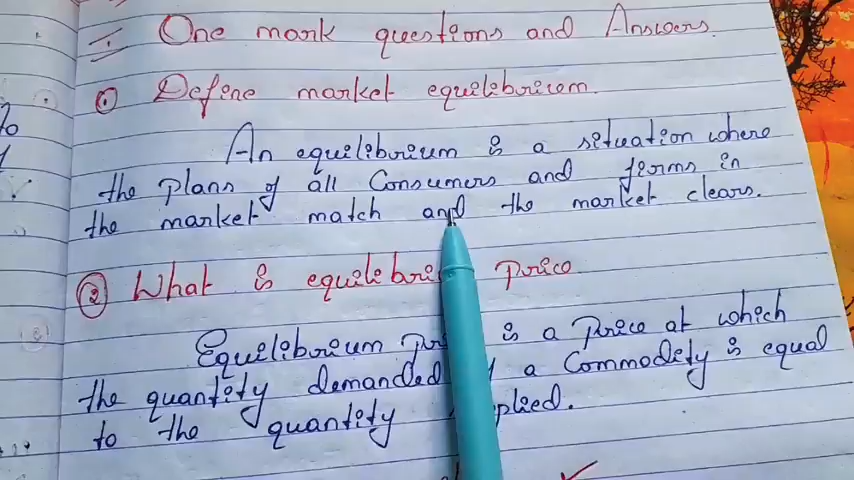 I. One mark questions and Answers.
① Define market equilibrium.
An equilibrium is a situation where
the plans of all Consumers and firms in
the market match and the market clears.
② What is price
Equilibrium is a Price at which
the quantity demanded a Commodity is equal
to the quantity